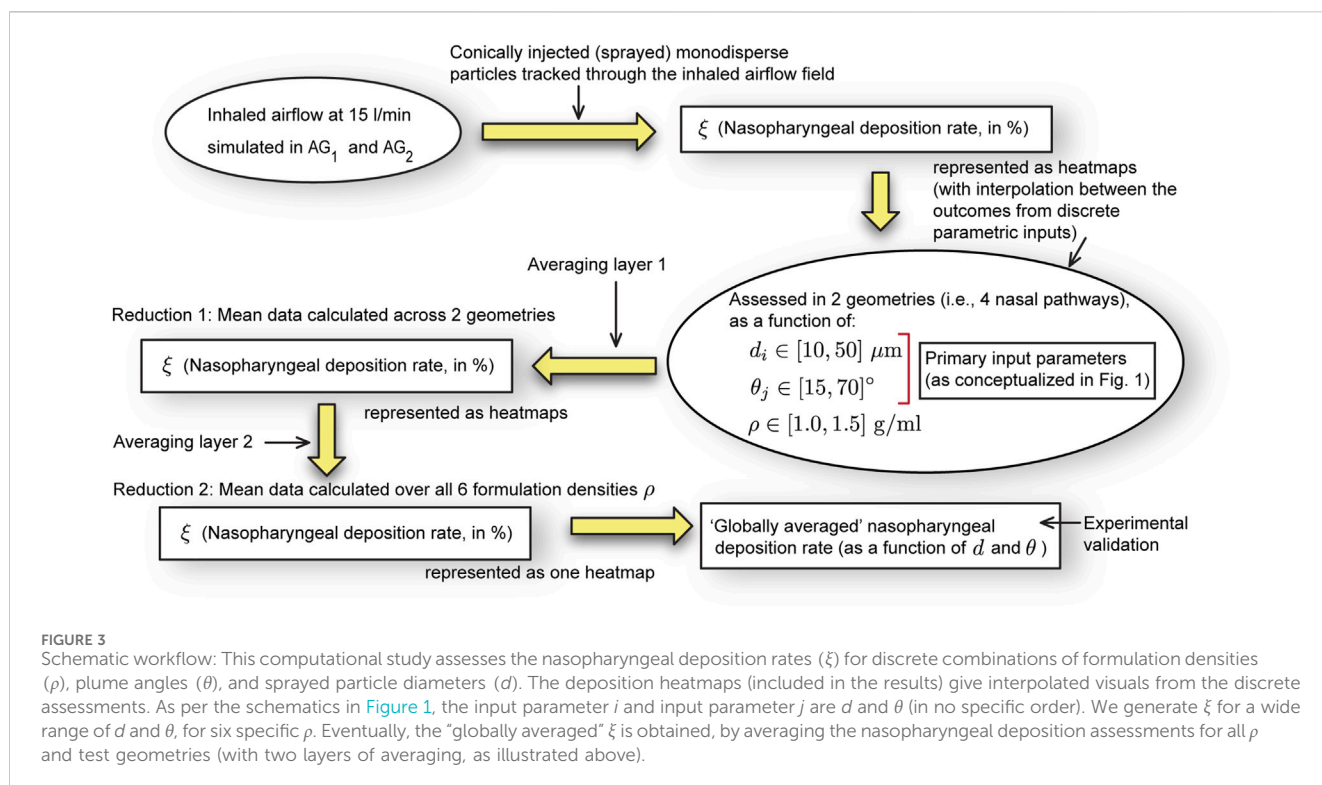 Conically injected (sprayed) monodisperse
particles tracked through the inhaled airflow field
Inhaled airflow at 15 l/min
simulated in AG₁ and AG₂
ξ (Nasopharyngeal deposition rate, in %)
represented as heatmaps
(with interpolation between the
outcomes from discrete
parametric inputs)
Averaging layer 1
Assessed in 2 geometries (i.e., 4 nasal pathways),
as a function of:
dᵢ ∈ [10, 50] μm
θⱼ ∈ [15, 70]°
ρ ∈ [1.0, 1.5] g/ml
Primary input parameters
(as conceptualized in Fig. 1)
Reduction 1: Mean data calculated across 2 geometries
ξ (Nasopharyngeal deposition rate, in %)
represented as heatmaps
Averaging layer 2
Reduction 2: Mean data calculated over all 6 formulation densities ρ
ξ (Nasopharyngeal deposition rate, in %)
represented as one heatmap
'Globally averaged' nasopharyngeal
deposition rate (as a function of d and θ )
Experimental
validation
FIGURE 3
Schematic workflow: This computational study assesses the nasopharyngeal deposition rates (ξ) for discrete combinations of formulation densities
(ρ), plume angles (θ), and sprayed particle diameters (d). The deposition heatmaps (included in the results) give interpolated visuals from the discrete
assessments. As per the schematics in Figure 1, the input parameter i and input parameter j are d and θ (in no specific order). We generate ξ for a wide
range of d and θ, for six specific ρ. Eventually, the "globally averaged" ξ is obtained, by averaging the nasopharyngeal deposition assessments for all ρ
and test geometries (with two layers of averaging, as illustrated above).